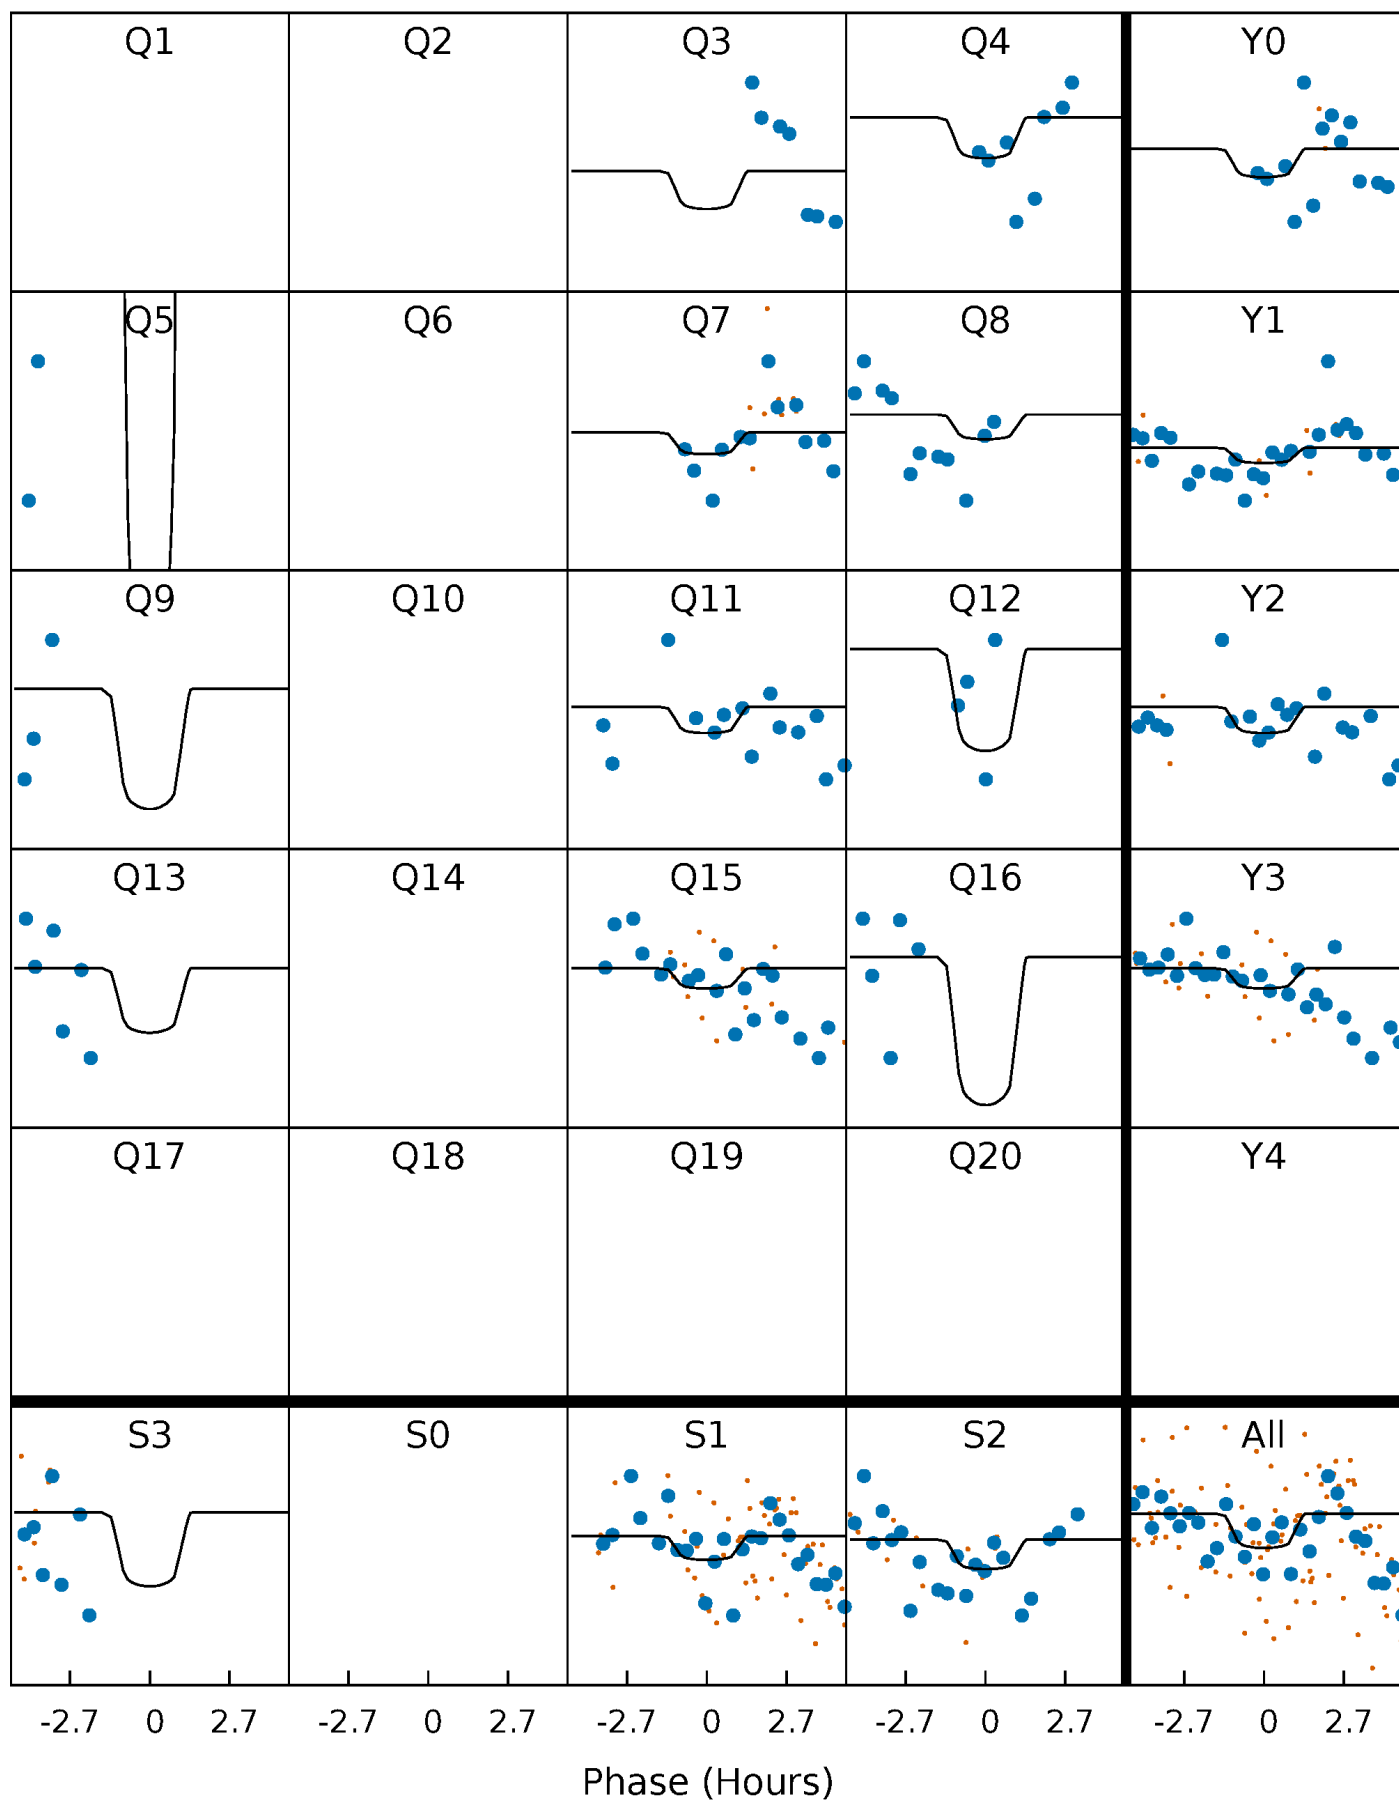 Q1 Q2 Q3 Q4 Y0
Q5 Q6 Q7 Q8 Y1
Q9 Q10 Q11 Q12 Y2
Q13 Q14 Q15 Q16 Y3
Q17 Q18 Q19 Q20 Y4
S3 S0 S1 S2 All
-2.7 0 2.7 -2.7 0 2.7 -2.7 0 2.7 -2.7 0 2.7 -2.7 0 2.7
Phase (Hours)